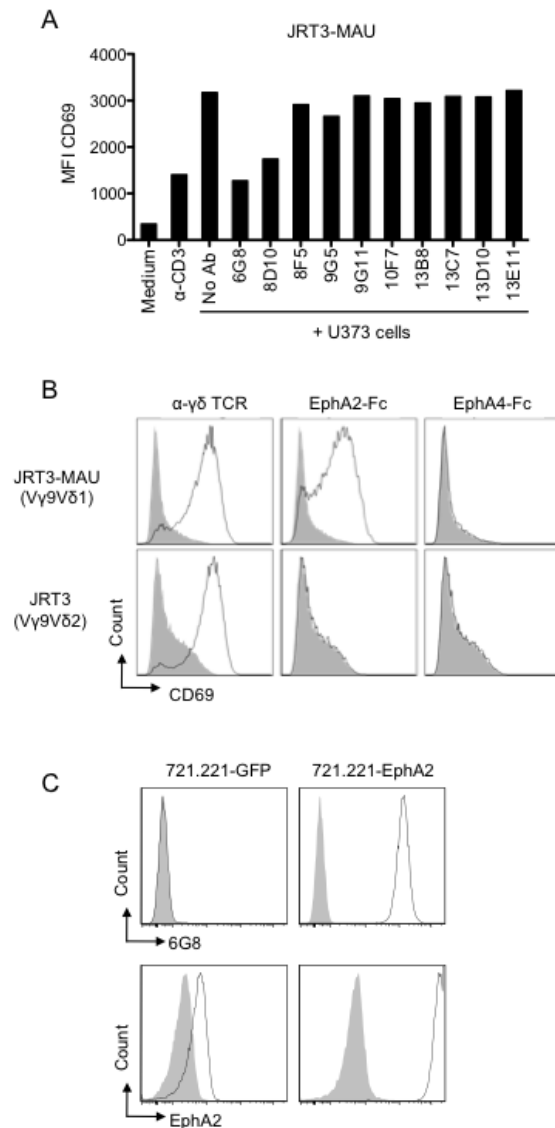 A
JRT3-MAU
MFI CD69
4000
3000
2000
1000
0
Medium
α-CD3
No Ab
6G8
8D10
8F5
9G5
9G11
10F7
13B8
13C7
13D10
13E11
+ U373 cells
B
α-γδ TCR EphA2-Fc EphA4-Fc
JRT3-MAU
(Vγ9Vδ1)
JRT3
(Vγ9Vδ2)
Count
CD69
C
721.221-GFP 721.221-EphA2
Count
6G8
Count
EphA2